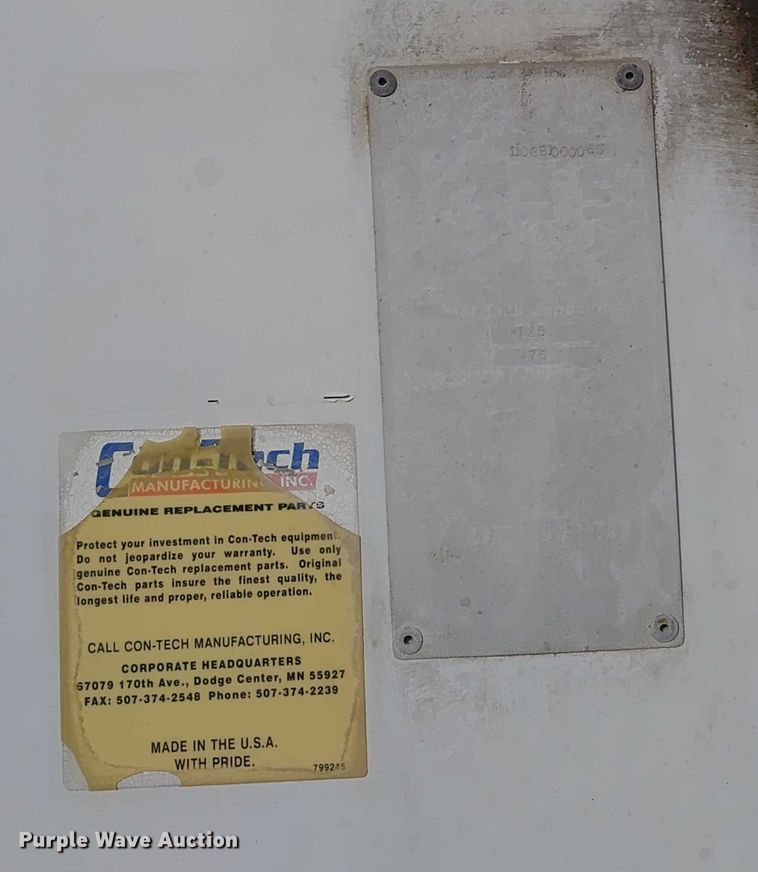 125
475
Con-Tech
MANUFACTURING, INC.
GENUINE REPLACEMENT PARTS
Protect your investment in Con-Tech equipment.
Do not jeopardize your warranty. Use only
genuine Con-Tech replacement parts. Original
Con-Tech parts insure the finest quality, the
longest life and proper, reliable operation.
CALL CON-TECH MANUFACTURING, INC.
CORPORATE HEADQUARTERS
67079 170th Ave., Dodge Center, MN 55927
FAX: 507-374-2548 Phone: 507-374-2239
MADE IN THE U.S.A.
WITH PRIDE.
799245
Purple Wave Auction